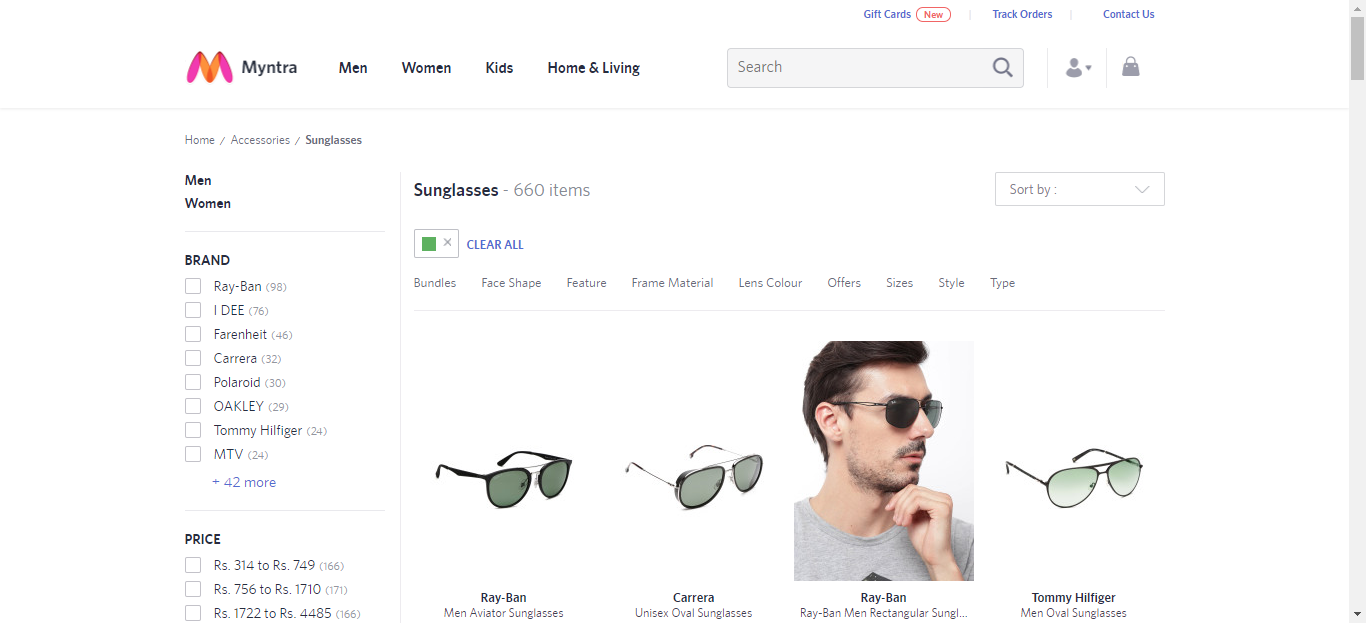 Gift Cards New Track Orders Contact Us
Myntra Men Women Kids Home & Living Search
Home / Accessories / Sunglasses
Men
Women
Sunglasses - 660 items
Sort by :
CLEAR ALL
Bundles Face Shape Feature Frame Material Lens Colour Offers Sizes Style Type
BRAND
Ray-Ban (98)
I DEE (76)
Farenheit (46)
Carrera (32)
Polaroid (30)
OAKLEY (29)
Tommy Hilfiger (24)
MTV (24)
+ 42 more
PRICE
Rs. 314 to Rs. 749 (166)
Rs. 756 to Rs. 1710 (171)
Rs. 1722 to Rs. 4485 (166)
Ray-Ban
Men Aviator Sunglasses
Carrera
Unisex Oval Sunglasses
Ray-Ban
Ray-Ban Men Rectangular Sungl...
Tommy Hilfiger
Men Oval Sunglasses